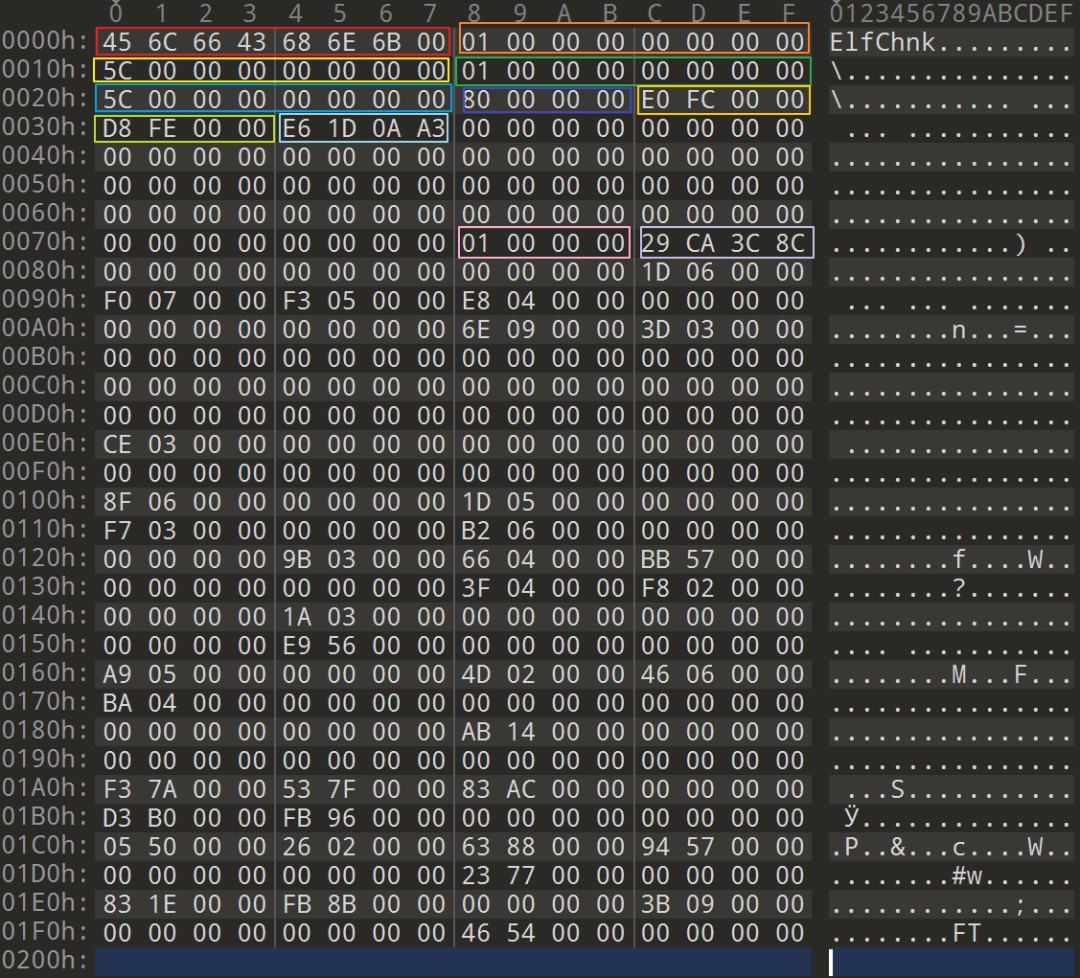 0 1 2 3 4 5 6 7 8 9 A B C D E F 0123456789ABCDEF
0000h: 45 6C 66 43 68 6E 6B 00 01 00 00 00 00 00 00 00 ElfChnk.........
0010h: 5C 00 00 00 00 00 00 00 01 00 00 00 00 00 00 00 \...............
0020h: 5C 00 00 00 00 00 00 00 80 00 00 00 E0 FC 00 00 \........... ...
0030h: D8 FE 00 00 E6 1D 0A A3 00 00 00 00 00 00 00 00 ... ...........
0040h: 00 00 00 00 00 00 00 00 00 00 00 00 00 00 00 00 ................
0050h: 00 00 00 00 00 00 00 00 00 00 00 00 00 00 00 00 ................
0060h: 00 00 00 00 00 00 00 00 00 00 00 00 00 00 00 00 ................
0070h: 00 00 00 00 00 00 00 00 01 00 00 00 29 CA 3C 8C ............) ..
0080h: 00 00 00 00 00 00 00 00 00 00 00 00 1D 06 00 00 ................
0090h: F0 07 00 00 F3 05 00 00 E8 04 00 00 00 00 00 00 ... ... .......
00A0h: 00 00 00 00 00 00 00 00 6E 09 00 00 3D 03 00 00 ........n...=...
00B0h: 00 00 00 00 00 00 00 00 00 00 00 00 00 00 00 00 ................
00C0h: 00 00 00 00 00 00 00 00 00 00 00 00 00 00 00 00 ................
00D0h: 00 00 00 00 00 00 00 00 00 00 00 00 00 00 00 00 ................
00E0h: CE 03 00 00 00 00 00 00 00 00 00 00 00 00 00 00 ...............
00F0h: 00 00 00 00 00 00 00 00 00 00 00 00 00 00 00 00 ................
0100h: 8F 06 00 00 00 00 00 00 1D 05 00 00 00 00 00 00 ................
0110h: F7 03 00 00 00 00 00 00 B2 06 00 00 00 00 00 00 ................
0120h: 00 00 00 00 9B 03 00 00 66 04 00 00 BB 57 00 00 ........f....W..
0130h: 00 00 00 00 00 00 00 00 3F 04 00 00 F8 02 00 00 ........?.......
0140h: 00 00 00 00 1A 03 00 00 00 00 00 00 00 00 00 00 ................
0150h: 00 00 00 00 E9 56 00 00 00 00 00 00 00 00 00 00 .... ...........
0160h: A9 05 00 00 00 00 00 00 4D 02 00 00 46 06 00 00 ........M...F...
0170h: BA 04 00 00 00 00 00 00 00 00 00 00 00 00 00 00 ................
0180h: 00 00 00 00 00 00 00 00 AB 14 00 00 00 00 00 00 ................
0190h: 00 00 00 00 00 00 00 00 00 00 00 00 00 00 00 00 ................
01A0h: F3 7A 00 00 53 7F 00 00 83 AC 00 00 00 00 00 00 ...S...........
01B0h: D3 B0 00 00 FB 96 00 00 00 00 00 00 00 00 00 00 Ÿ..............
01C0h: 05 50 00 00 26 02 00 00 63 88 00 00 94 57 00 00 .P..&...c....W..
01D0h: 00 00 00 00 00 00 00 00 23 77 00 00 00 00 00 00 ........#w......
01E0h: 83 1E 00 00 FB 8B 00 00 00 00 00 00 3B 09 00 00 ............;...
01F0h: 00 00 00 00 00 00 00 00 46 54 00 00 00 00 00 00 ........FT......
0200h: